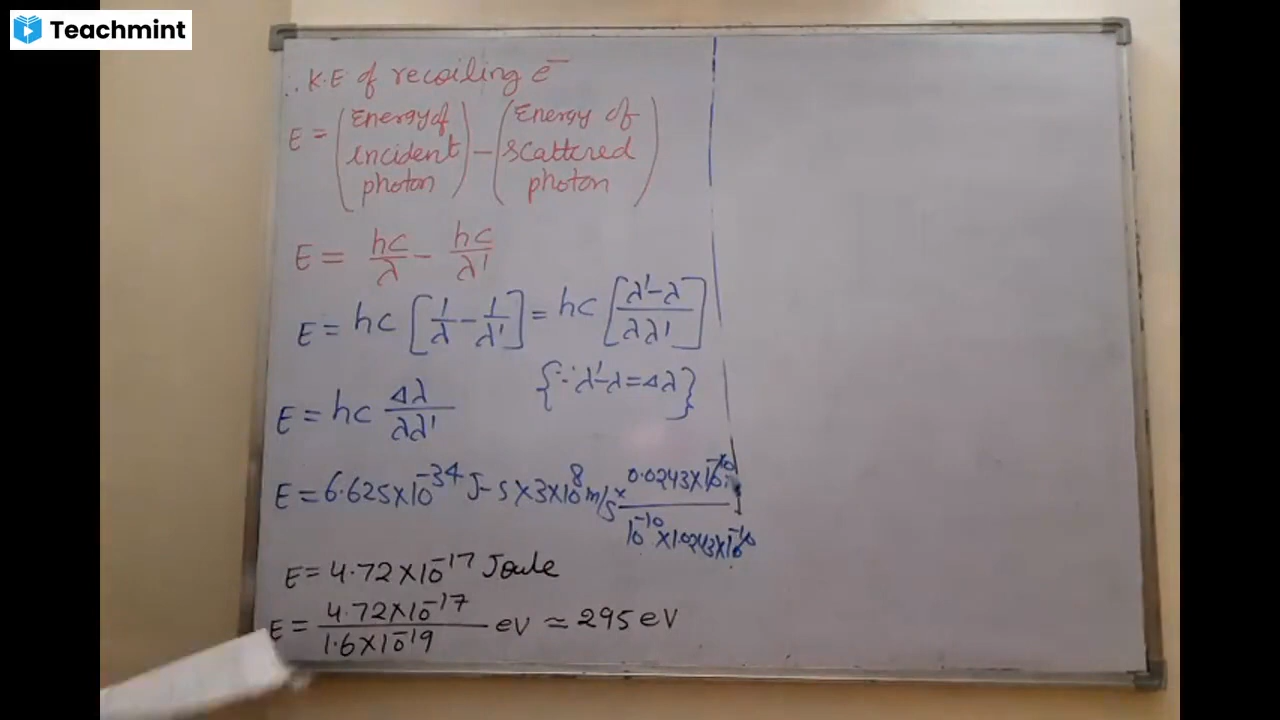 Teachmint
∴ K.E of recoiling e⁻
E = (Energy of incident photon) - (Energy of scattered photon)
E = hc/λ - hc/λ'
E = hc [1/λ - 1/λ'] = hc [λ'-λ/λλ']
{∵ λ'-λ = Δλ}
E = hc Δλ/λλ'
E = 6.625×10⁻³⁴ J-s × 3×10⁸ m/s × 0.0243×10⁻¹⁰/10⁻¹⁰×1.0243×10⁻¹⁰
E = 4.72×10⁻¹⁷ Joule
E = 4.72×10⁻¹⁷/1.6×10⁻¹⁹ eV ≃ 295 eV